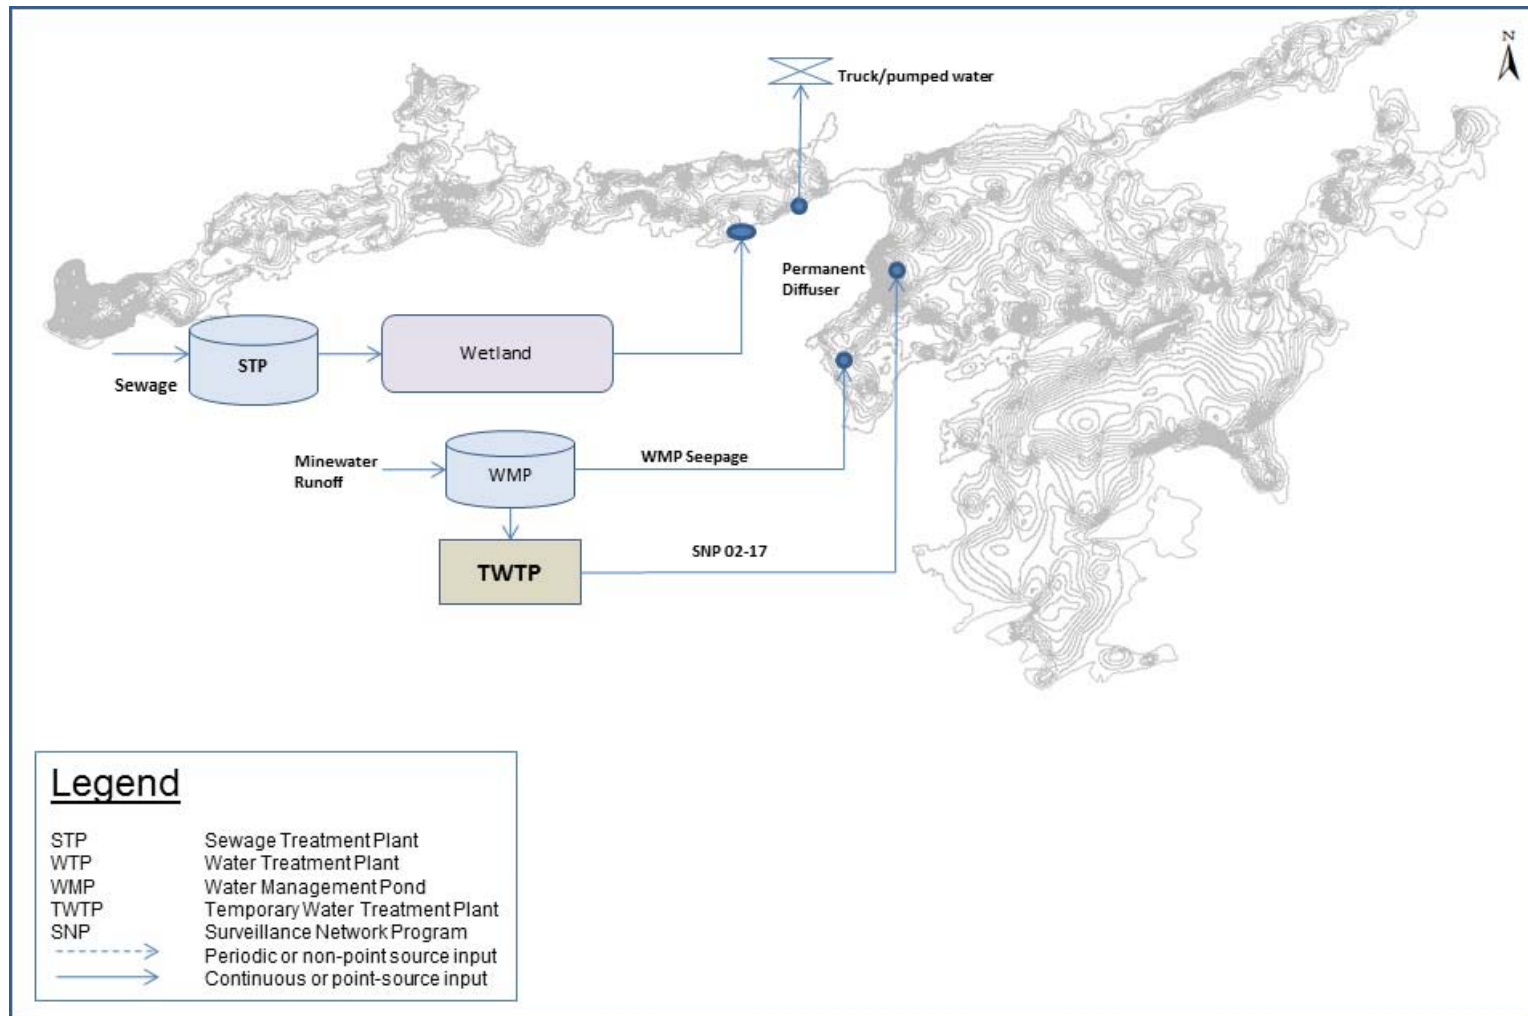 N
Truck/pumped water
Permanent
Diffuser
Wetland
STP
Sewage
Minewater
Runoff
WMP
WMP Seepage
SNP 02-17
TWTP
Legend
STP Sewage Treatment Plant
WTP Water Treatment Plant
WMP Water Management Pond
TWTP Temporary Water Treatment Plant
SNP Surveillance Network Program
Periodic or non-point source input
Continuous or point-source input